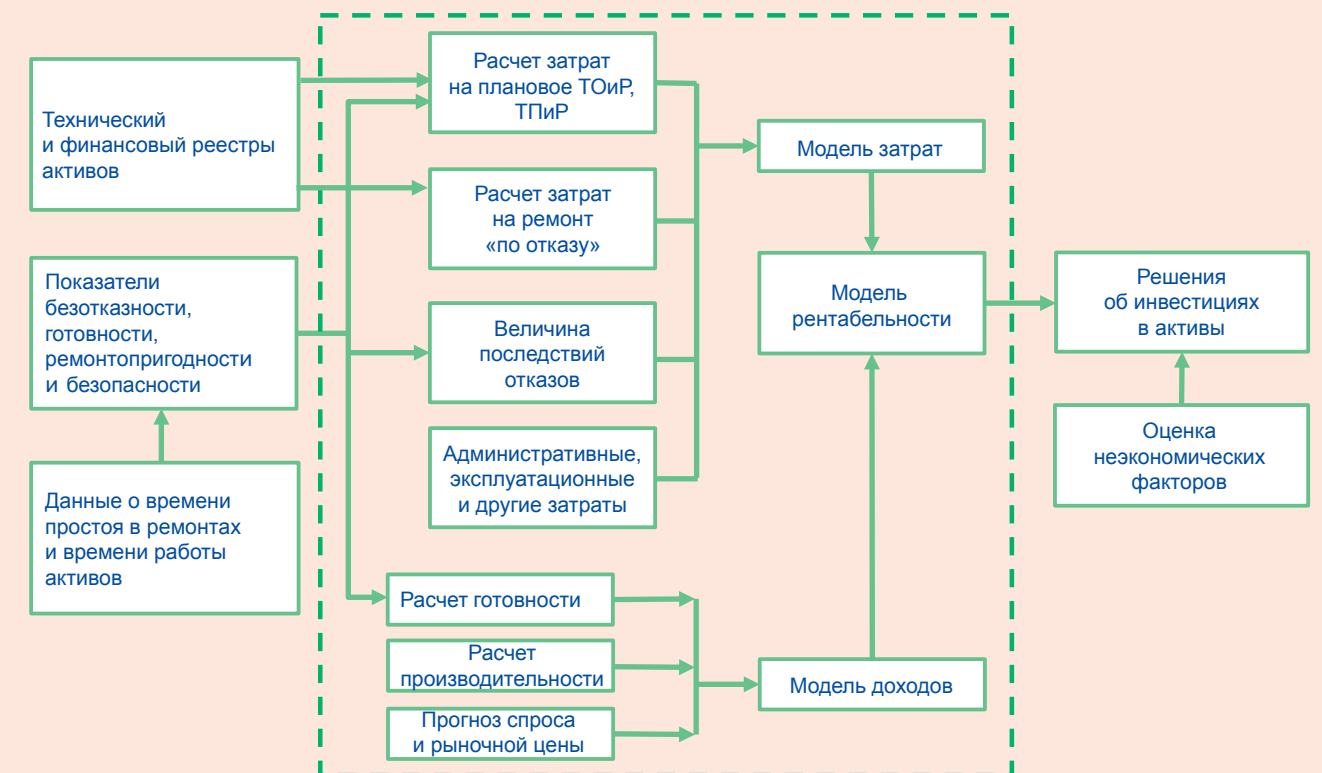 Технический
и финансовый реестры
активов
Показатели
безотказности,
готовности,
ремонтопригодности
и безопасности
Данные о времени
простоя в ремонтах
и времени работы
активов
Расчет затрат
на плановое ТОиР,
ТПиР
Расчет затрат
на ремонт
«по отказу»
Величина
последствий
отказов
Административные,
эксплуатационные
и другие затраты
Расчет готовности
Расчет
производительности
Прогноз спроса
и рыночной цены
Модель затрат
Модель
рентабельности
Модель доходов
Решения
об инвестициях
в активы
Оценка
неэкономических
факторов